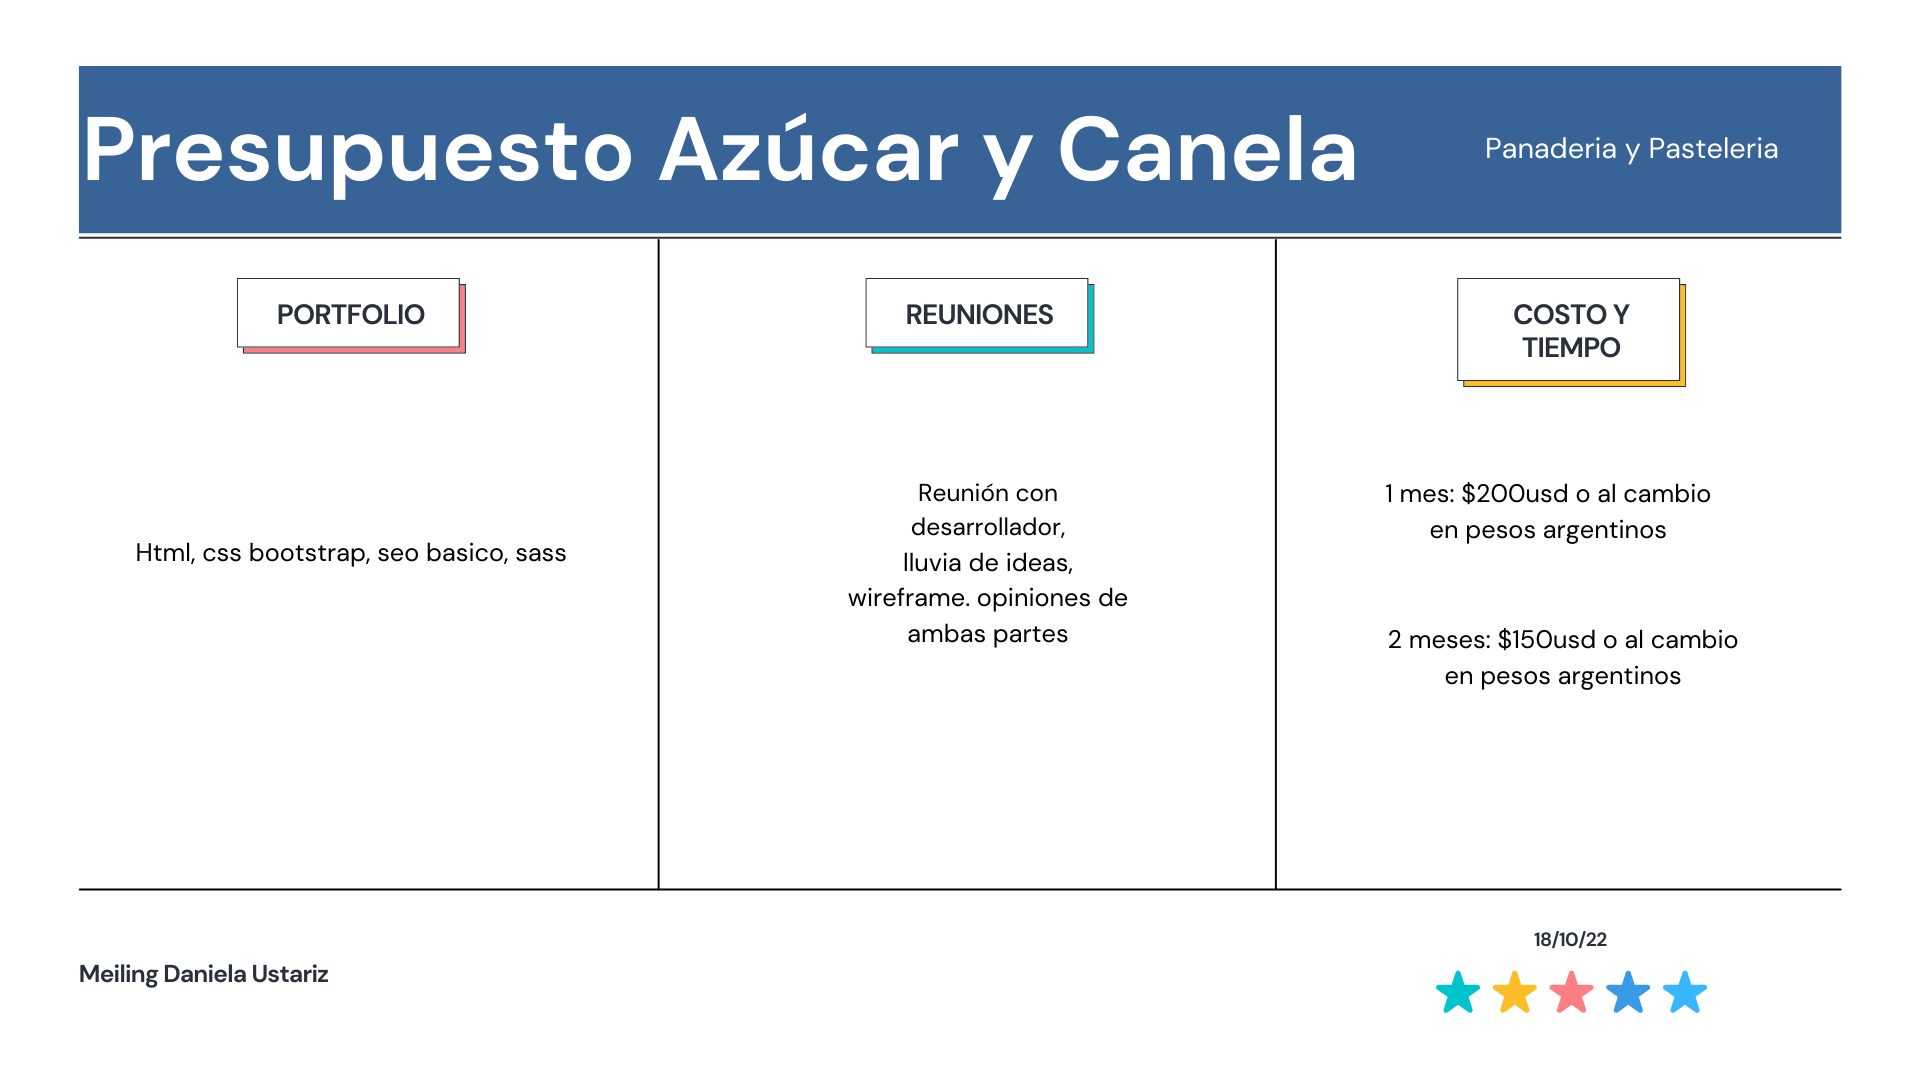 Presupuesto Azúcar y Canela
Panaderia y Pasteleria
PORTFOLIO
Html, css bootstrap, seo basico, sass
REUNIONES
Reunión con
desarrollador,
lluvia de ideas,
wireframe. opiniones de
ambas partes
COSTO Y
TIEMPO
1 mes: $200usd o al cambio
en pesos argentinos
2 meses: $150usd o al cambio
en pesos argentinos
Meiling Daniela Ustariz
18/10/22